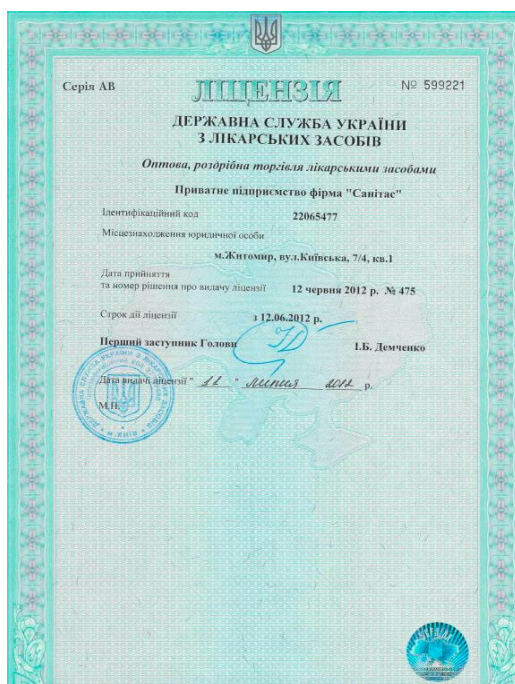 Серія АВ
ЛІЦЕНЗІЯ
№ 599221
ДЕРЖАВНА СЛУЖБА УКРАЇНИ
З ЛІКАРСЬКИХ ЗАСОБІВ
Оптова, роздрібна торгівля лікарськими засобами
Приватне підприємство фірма "Санітас"
Ідентифікаційний код 22065477
Місцезнаходження юридичної особи
м.Житомир, вул.Київська, 7/4, кв.1
Дата прийняття
та номер рішення про видачу ліцензії 12 червня 2012 р. № 475
Строк дії ліцензії з 12.06.2012 р.
Перший заступник Голови І.Б. Демченко
Дата видачі ліцензії " 12 " липня 2012 р.
М.П.